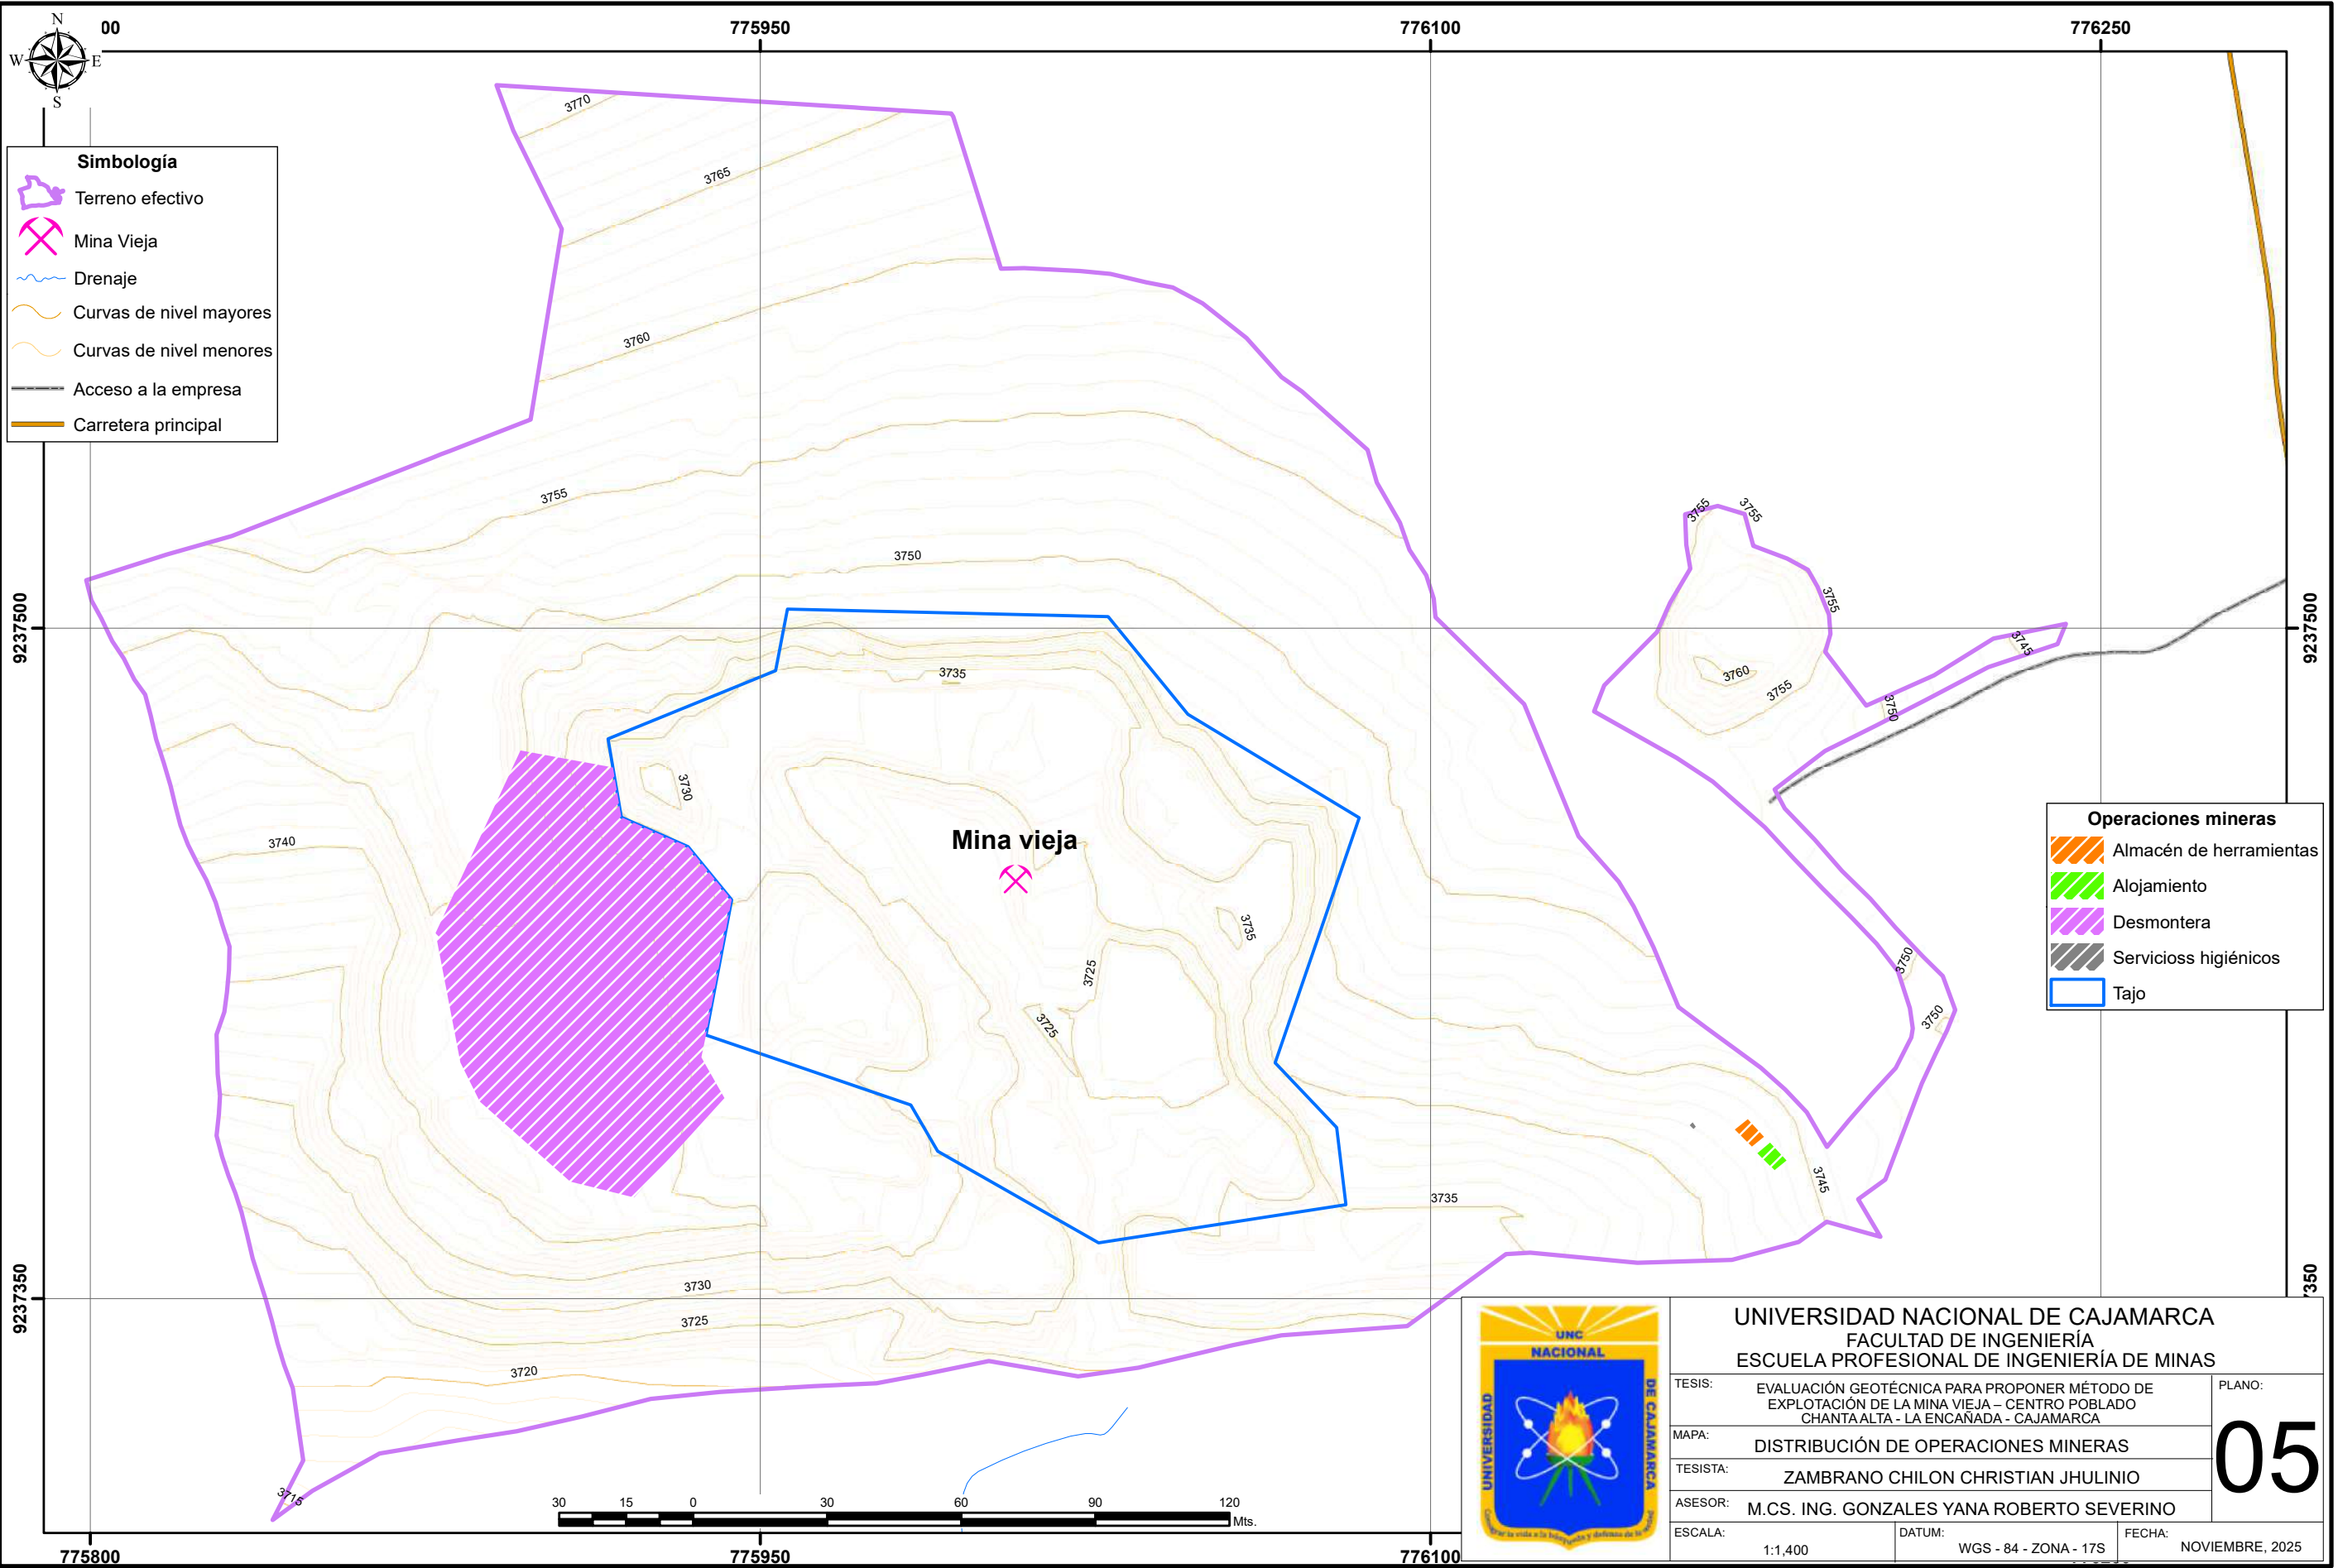 00
775950
776100
776250
N
W
E
S
Simbología
Terreno efectivo
Mina Vieja
Drenaje
Curvas de nivel mayores
Curvas de nivel menores
Acceso a la empresa
Carretera principal
3770
3765
3760
3755
3750
3755
3755
3755
9237500
9237500
3745
3735
3760
3755
3750
3730
3740
Mina vieja
3735
3725
3725
3750
3750
Operaciones mineras
Almacén de herramientas
Alojamiento
Desmontera
Servicioss higiénicos
Tajo
3745
3735
9237350
350
3730
3725
3720
3715
30
15
0
30
60
90
120
Mts.
775800
775950
776100
UNC
NACIONAL
UNIVERSIDAD
DE CAJAMARCA
UNIVERSIDAD NACIONAL DE CAJAMARCA
FACULTAD DE INGENIERÍA
ESCUELA PROFESIONAL DE INGENIERÍA DE MINAS
TESIS:
EVALUACIÓN GEOTÉCNICA PARA PROPONER MÉTODO DE
EXPLOTACIÓN DE LA MINA VIEJA – CENTRO POBLADO
CHANTA ALTA - LA ENCAÑADA - CAJAMARCA
PLANO:
05
MAPA:
DISTRIBUCIÓN DE OPERACIONES MINERAS
TESISTA:
ZAMBRANO CHILON CHRISTIAN JHULINIO
ASESOR:
M.CS. ING. GONZALES YANA ROBERTO SEVERINO
ESCALA:
1:1,400
DATUM:
WGS - 84 - ZONA - 17S
FECHA:
NOVIEMBRE, 2025